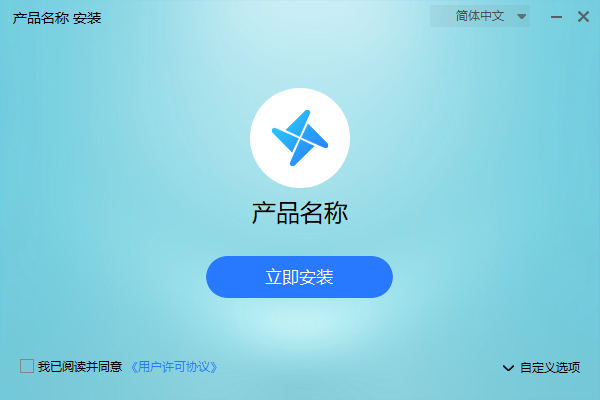 产品名称 安装
简体中文
产品名称
立即安装
我已阅读并同意 《用户许可协议》
自定义选项